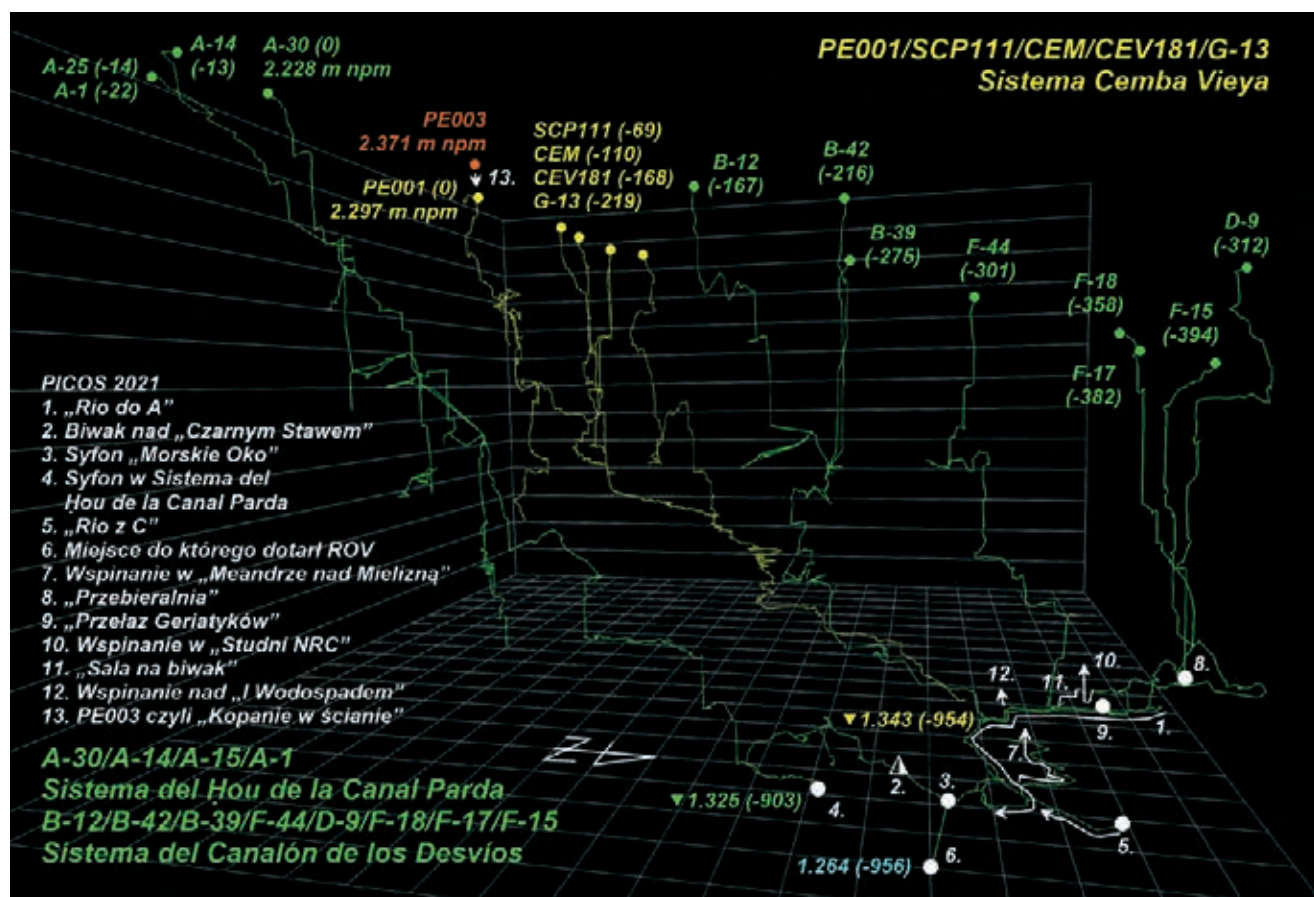 PE001/SCP111/CEM/CEV181/G-13
Sistema Cemba Vieya
A-14
(-13)
A-25 (-14)
A-1 (-22)
A-30 (0)
2.228 m npm
PE003
2.371 m npm
13.
PE001 (0)
2.297 m npm
SCP111 (-69)
CEM (-110)
CEV181 (-168)
G-13 (-219)
B-12
(-167)
B-42
(-216)
B-39
(-275)
F-44
(-301)
D-9
(-312)
F-18
(-358)
F-15
(-394)
F-17
(-382)
PICOS 2021
1. „Rio do A”
2. Biwak nad „Czarnym Stawem”
3. Syfon „Morskie Oko”
4. Syfon w Sistema del
Hou de la Canal Parda
5. „Rio z C”
6. Miejsce do którego dotarł ROV
7. Wspinanie w „Meandrze nad Mielizną”
8. „Przebieralnia”
9. „Przełaz Geriatyków”
10. Wspinanie w „Studni NRC”
11. „Sala na biwak”
12. Wspinanie nad „I Wodospadem”
13. PE003 czyli „Kopanie w ścianie”
A-30/A-14/A-15/A-1
Sistema del Hou de la Canal Parda
B-12/B-42/B-39/F-44/D-9/F-18/F-17/F-15
Sistema del Canalón de los Desvíos
N
10.
8.
12.
11.
9.
1.
▼1.343 (-954)
7.
2.
3.
▼1.325 (-903)
4.
5.
1.264 (-956)
6.